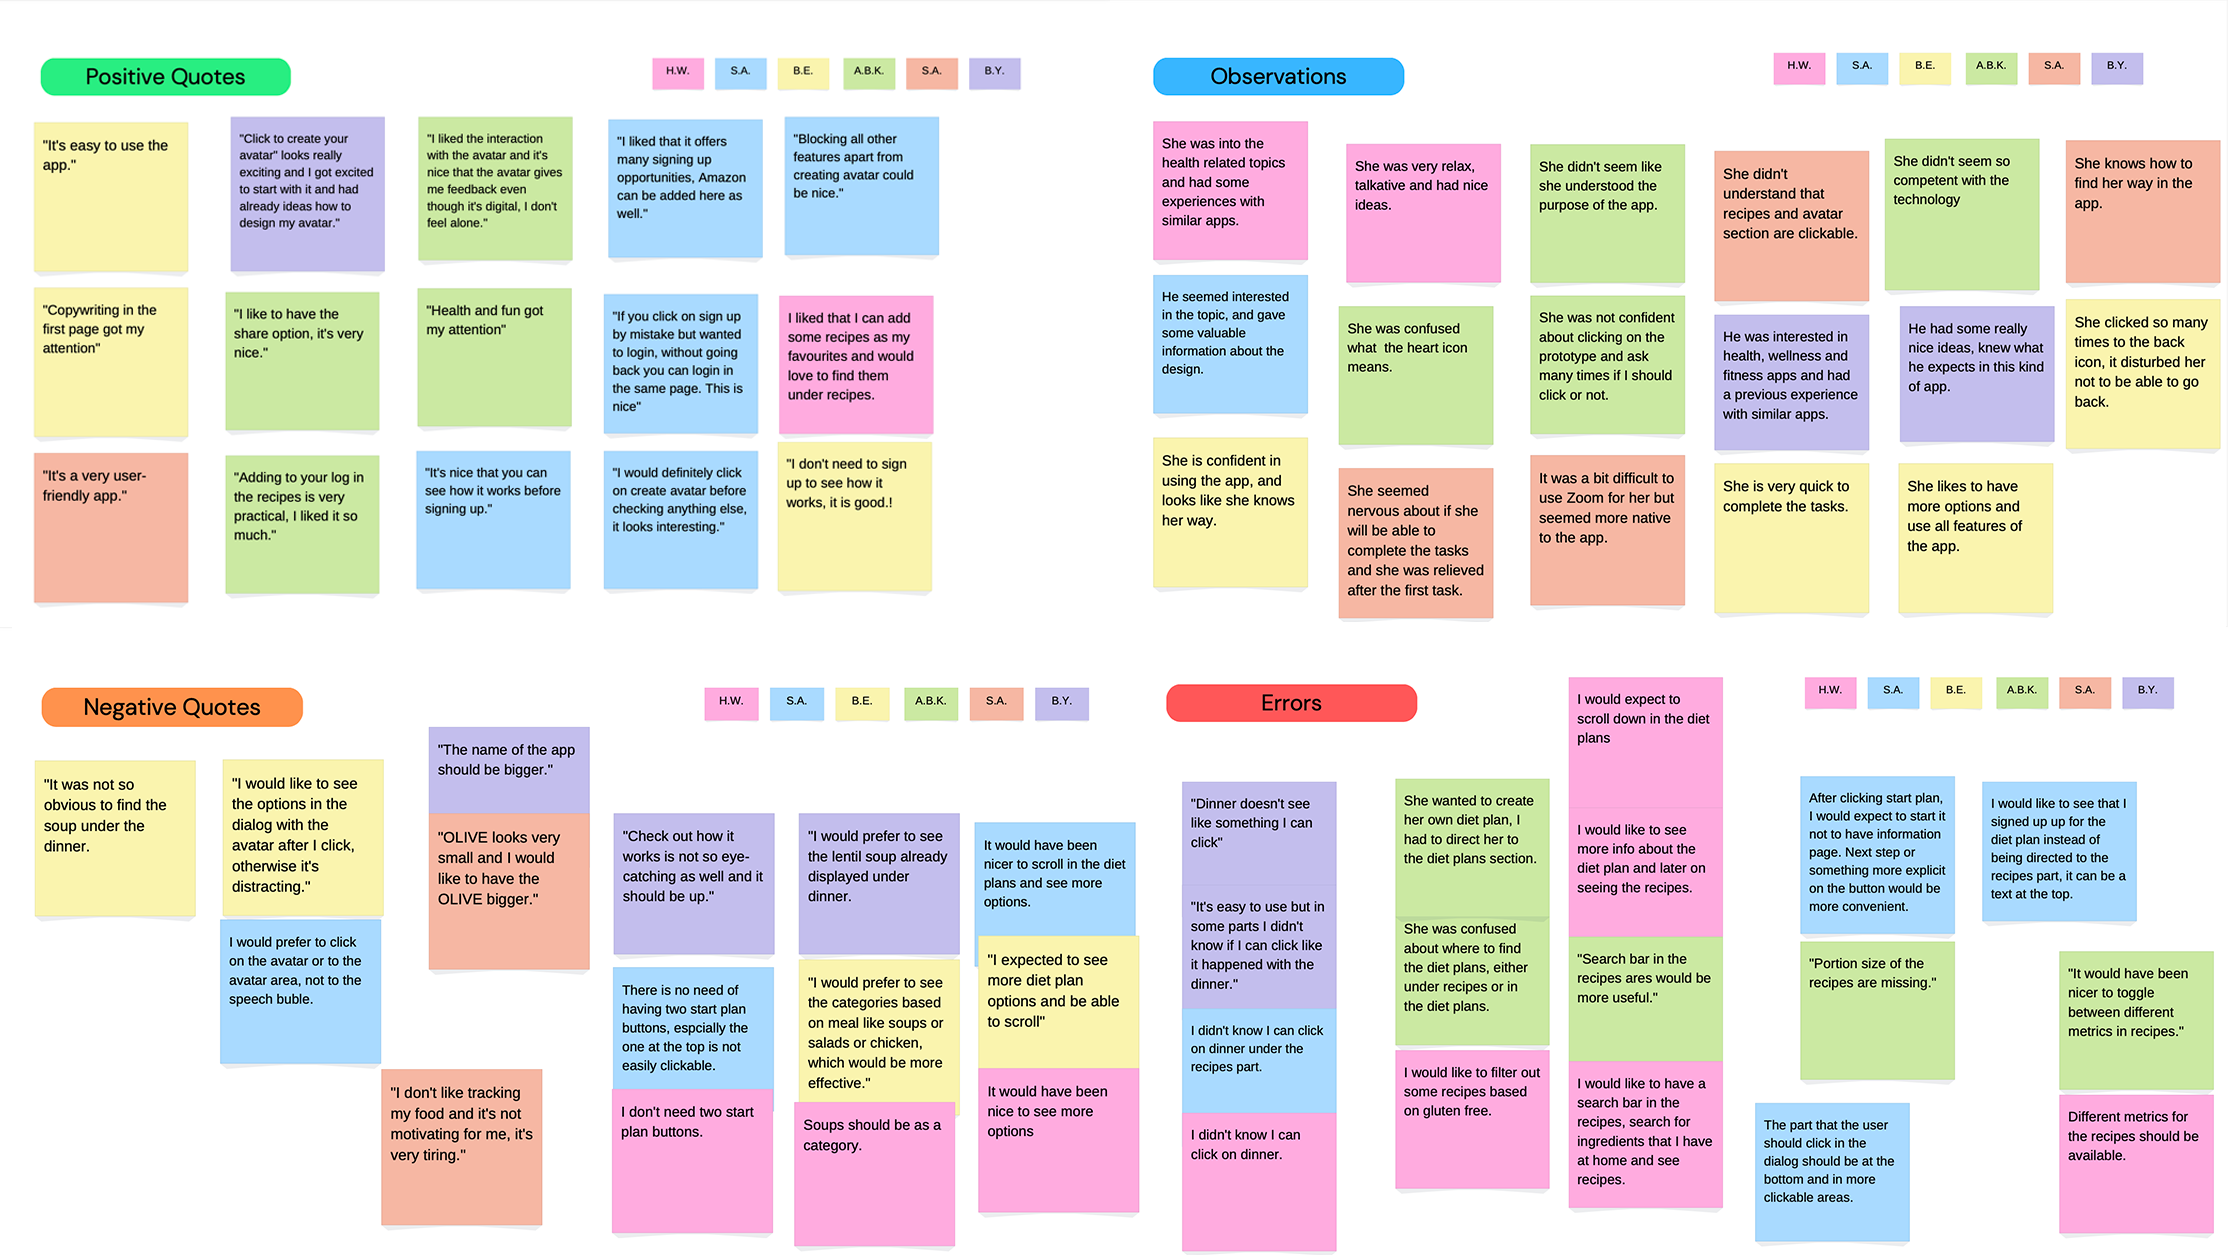 Positive Quotes
H.W.
S.A.
B.E.
A.B.K.
S.A.
B.Y.
"It's easy to use the
app."
"Click to create your
avatar" looks really
exciting and I got excited
to start with it and had
already ideas how to
design my avatar."
"I liked the interaction
with the avatar and it's
nice that the avatar gives
me feedback even
though it's digital, I don't
feel alone."
"I liked that it offers
many signing up
opportunities, Amazon
can be added here as
well."
"Blocking all other
features apart from
creating avatar could
be nice."
"Copywriting in the
first page got my
attention"
"I like to have the
share option, it's very
nice."
"Health and fun got
my attention"
"If you click on sign up
by mistake but wanted
to login, without going
back you can login in
the same page. This is
nice"
I liked that I can add
some recipes as my
favourites and would
love to find them
under recipes.
"It's a very user-
friendly app."
"Adding to your log in
the recipes is very
practical, I liked it so
much."
"It's nice that you can
see how it works before
signing up."
"I would definitely click
on create avatar before
checking anything else,
it looks interesting."
"I don't need to sign
up to see how it
works, it is good.!
Observations
H.W.
S.A.
B.E.
A.B.K.
S.A.
B.Y.
She was into the
health related topics
and had some
experiences with
similar apps.
She was very relax,
talkative and had nice
ideas.
She didn't seem like
she understood the
purpose of the app.
She didn't
understand that
recipes and avatar
section are clickable.
She didn't seem so
competent with the
technology
She knows how to
find her way in the
app.
He seemed interested
in the topic, and gave
some valuable
information about the
design.
She was confused
what the heart icon
means.
She was not confident
about clicking on the
prototype and ask
many times if I should
click or not.
He was interested in
health, wellness and
fitness apps and had
a previous experience
with similar apps.
He had some really
nice ideas, knew what
he expects in this kind
of app.
She clicked so many
times to the back
icon, it disturbed her
not to be able to go
back.
She is confident in
using the app, and
looks like she knows
her way.
She seemed
nervous about if she
will be able to
complete the tasks
and she was relieved
after the first task.
It was a bit difficult to
use Zoom for her but
seemed more native
to the app.
She is very quick to
complete the tasks.
She likes to have
more options and
use all features of
the app.
Negative Quotes
H.W.
S.A.
B.E.
A.B.K.
S.A.
B.Y.
"It was not so
obvious to find the
soup under the
dinner.
"I would like to see
the options in the
dialog with the
avatar after I click,
otherwise it's
distracting."
"The name of the app
should be bigger."
"OLIVE looks very
small and I would
like to have the
OLIVE bigger."
"Check out how it
works is not so eye-
catching as well and it
should be up."
"I would prefer to see
the lentil soup already
displayed under
dinner.
It would have been
nicer to scroll in the diet
plans and see more
options.
I would prefer to click
on the avatar or to the
avatar area, not to the
speech buble.
There is no need of
having two start plan
buttons, espcially the
one at the top is not
easily clickable.
"I would prefer to see
the categories based
on meal like soups or
salads or chicken,
which would be more
effective."
"I expected to see
more diet plan
options and be able
to scroll"
"I don't like tracking
my food and it's not
motivating for me, it's
very tiring."
I don't need two start
plan buttons.
Soups should be as a
category.
It would have been
nice to see more
options
Errors
H.W.
S.A.
B.E.
A.B.K.
S.A.
B.Y.
"Dinner doesn't see
like something I can
click"
"It's easy to use but in
some parts I didn't
know if I can click like
it happened with the
dinner."
I didn't know I can click
on dinner under the
recipes part.
I didn't know I can
click on dinner.
She wanted to create
her own diet plan, I
had to direct her to
the diet plans section.
She was confused
about where to find
the diet plans, either
under recipes or in
the diet plans.
I would like to filter out
some recipes based
on gluten free.
I would expect to
scroll down in the diet
plans
I would like to see
more info about the
diet plan and later on
seeing the recipes.
"Search bar in the
recipes ares would be
more useful."
I would like to have a
search bar in the
recipes, search for
ingredients that I have
at home and see
recipes.
After clicking start plan,
I would expect to start it
not to have information
page. Next step or
something more explicit
on the button would be
more convenient.
I would like to see that I
signed up up for the
diet plan instead of
being directed to the
recipes part, it can be a
text at the top.
"Portion size of the
recipes are missing."
"It would have been
nicer to toggle
between different
metrics in recipes."
The part that the user
should click in the
dialog should be at the
bottom and in more
clickable areas.
Different metrics for
the recipes should be
available.